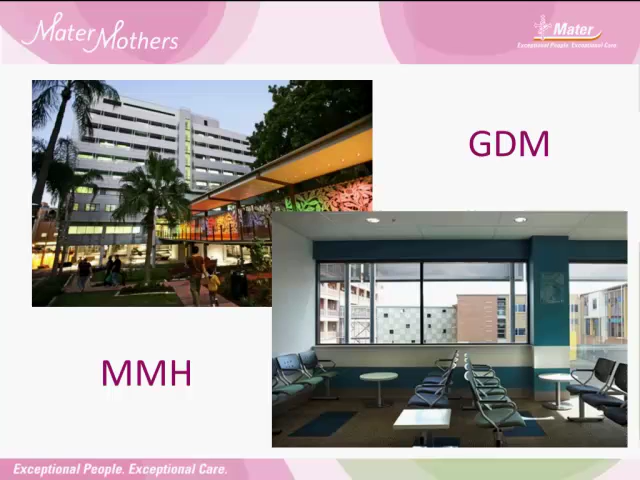 Mater Mothers
Mater
Exceptional People. Exceptional Care.
GDM
MMH
Exceptional People. Exceptional Care.